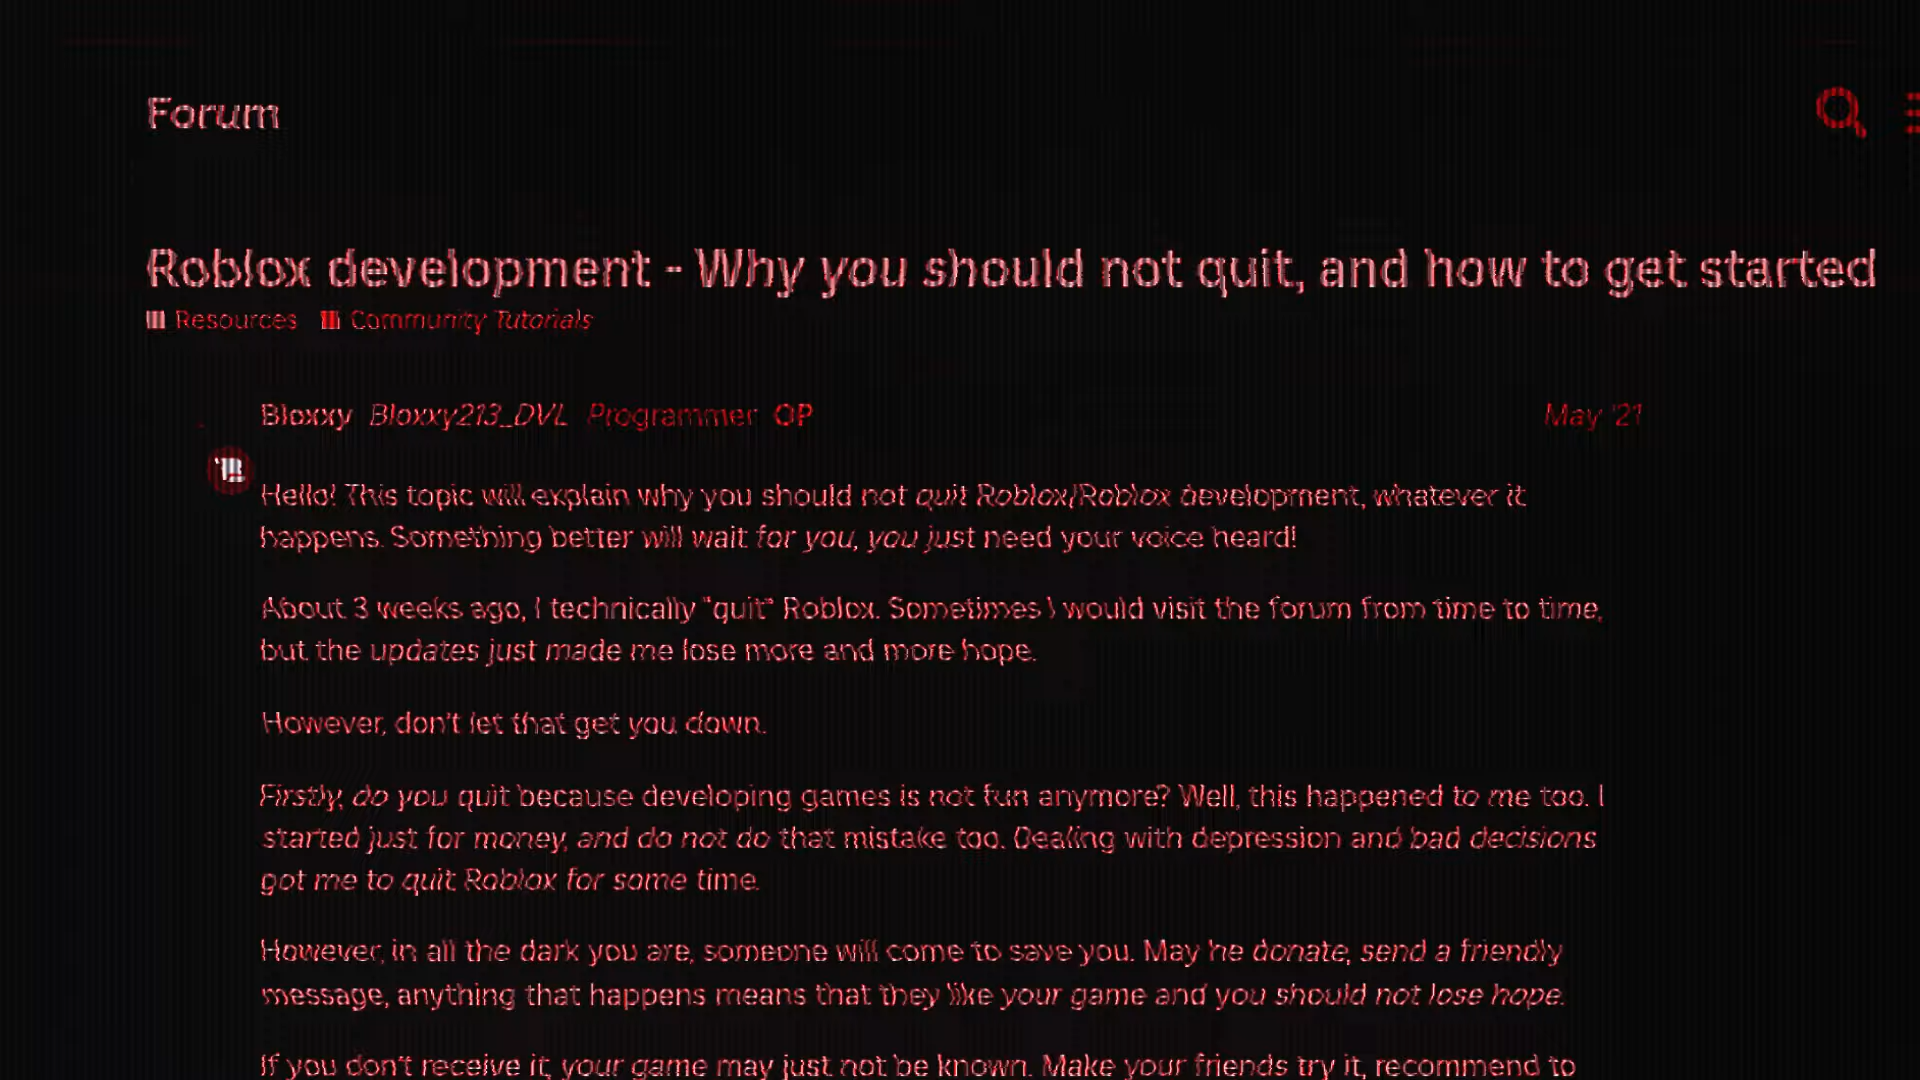 Forum
Roblox development - Why you should not quit, and how to get started
Resources Community Tutorials
Bloxxy Bloxxy213_DVL Programmer OP May '21
Hello! This topic will explain why you should not quit Roblox/Roblox development, whatever it
happens. Something better will wait for you, you just need your voice heard!
About 3 weeks ago, I technically "quit" Roblox. Sometimes I would visit the forum from time to time,
but the updates just made me lose more and more hope.
However, don't let that get you down.
Firstly, do you quit because developing games is not fun anymore? Well, this happened to me too. I
started just for money, and do not do that mistake too. Dealing with depression and bad decisions
got me to quit Roblox for some time.
However, in all the dark you are, someone will come to save you. May he donate, send a friendly
message, anything that happens means that they like your game and you should not lose hope.
If you don't receive it, your game may just not be known. Make your friends try it, recommend to